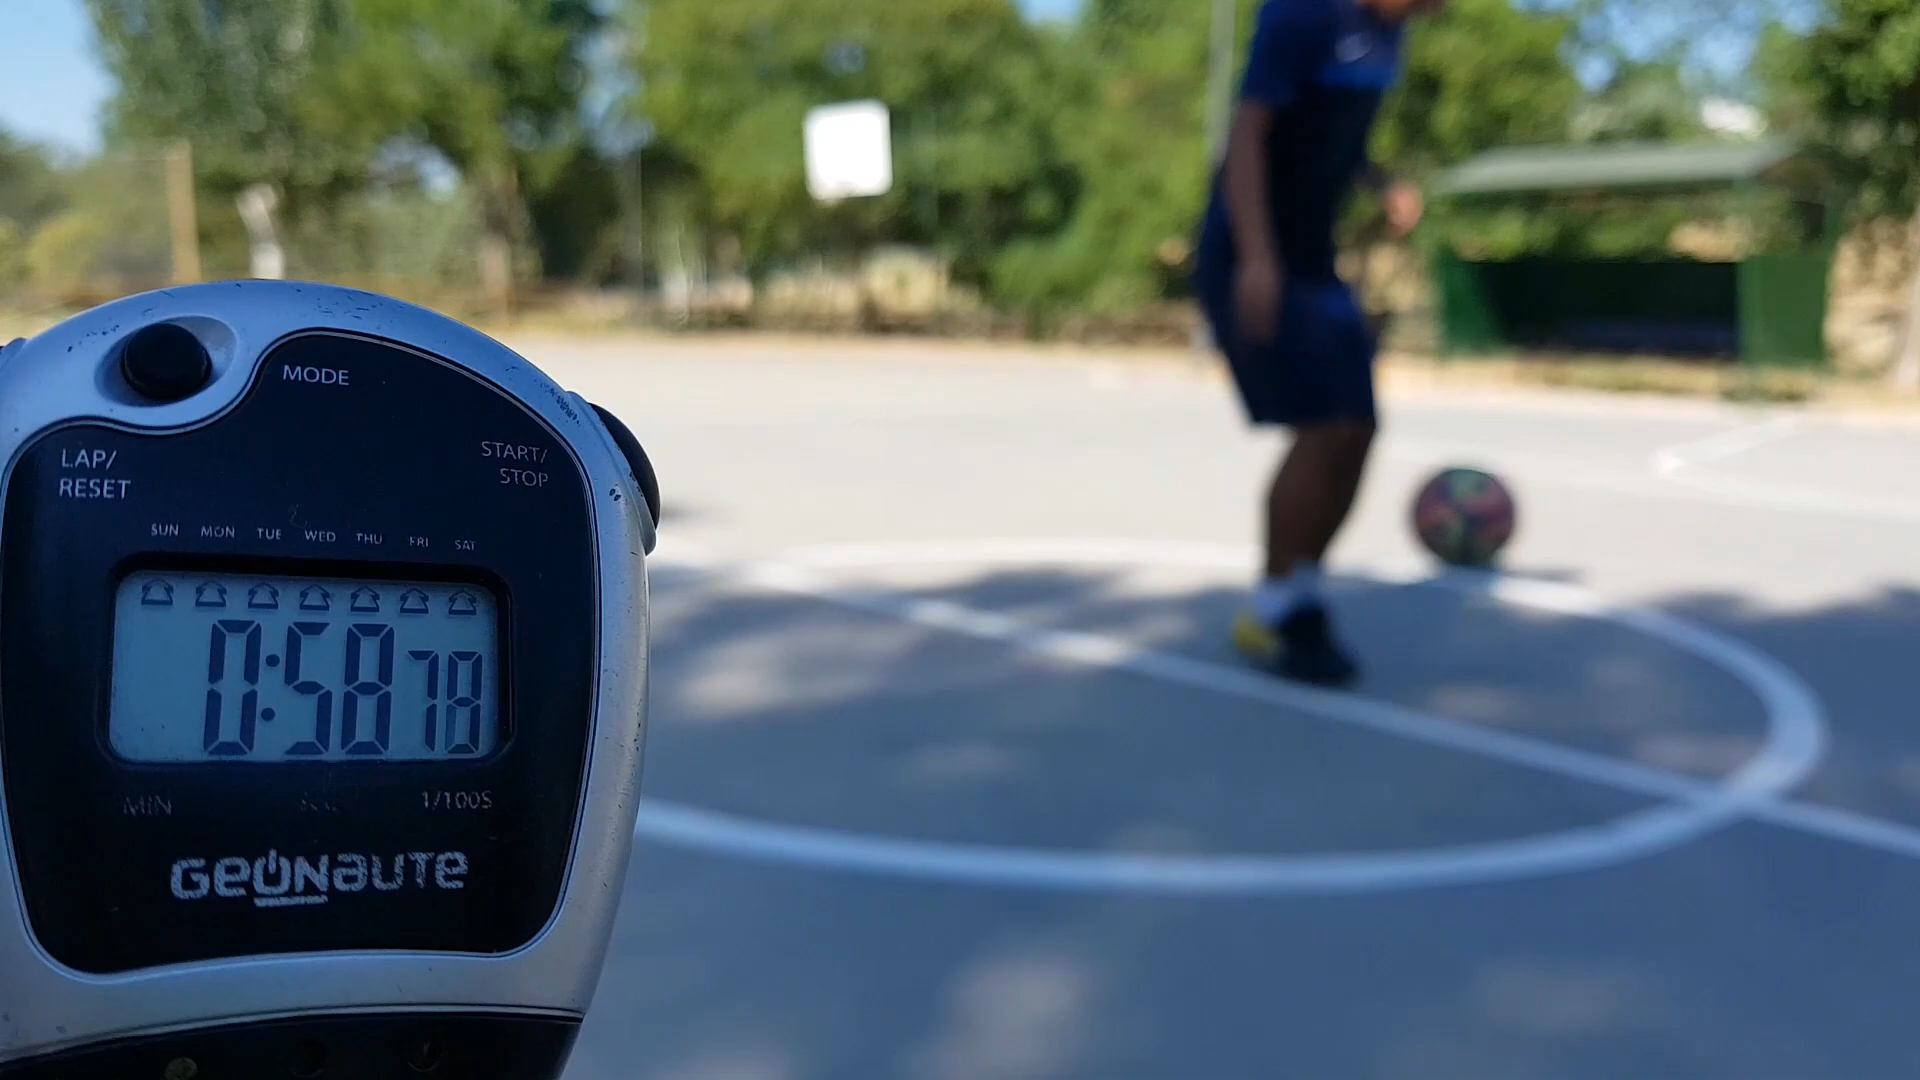 MODE
LAP/
RESET
START/
STOP
SUN MON TUE WED THU FRI SAT
0:58 78
MIN 1/100S
GEONAUTE